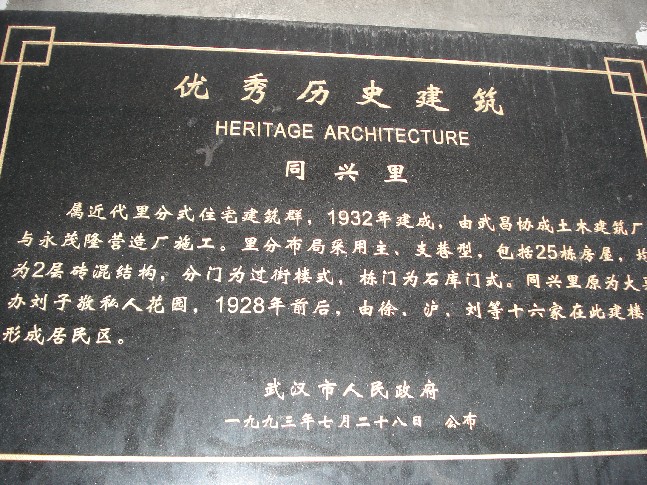 优秀历史建筑
HERITAGE ARCHITECTURE
同兴里
属近代里分式住宅建筑群，1932年建成，由武昌协成土木建筑厂
与永茂隆营造厂施工。里分布局采用主、支巷型，包括25栋房屋，均
为2层砖混结构，分门为过街楼式，栋门为石库门式。同兴里原为大买
办刘子敬私人花园，1928年前后，由徐、沪、刘等十六家在此建楼
形成居民区。
武汉市人民政府
一九九三年七月二十八日 公布